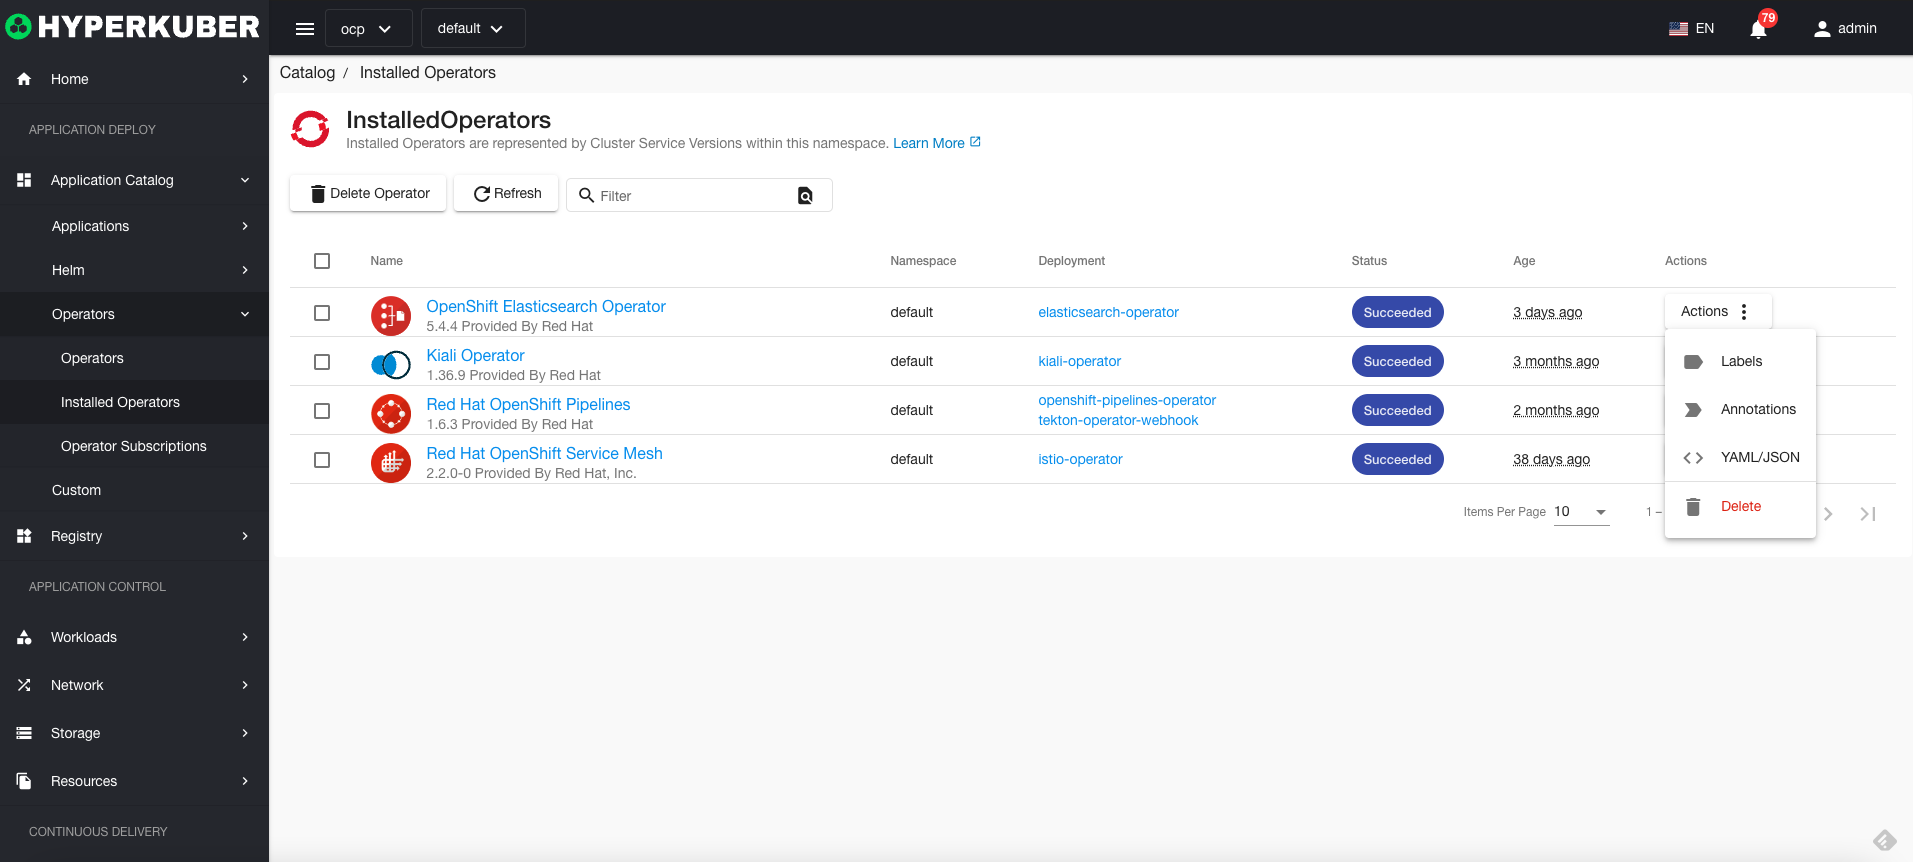 HYPERKUBER
ocp
default
EN
79
admin
Home
APPLICATION DEPLOY
Application Catalog
Applications
Helm
Operators
Operators
Installed Operators
Operator Subscriptions
Custom
Registry
APPLICATION CONTROL
Workloads
Network
Storage
Resources
CONTINUOUS DELIVERY
Catalog / Installed Operators
InstalledOperators
Installed Operators are represented by Cluster Service Versions within this namespace. Learn More
Delete Operator
Refresh
Filter
Name Namespace Deployment Status Age Actions
OpenShift Elasticsearch Operator
5.4.4 Provided By Red Hat
default
elasticsearch-operator
Succeeded
3 days ago
Actions
Kiali Operator
1.36.9 Provided By Red Hat
default
kiali-operator
Succeeded
3 months ago
Red Hat OpenShift Pipelines
1.6.3 Provided By Red Hat
default
openshift-pipelines-operator
tekton-operator-webhook
Succeeded
2 months ago
Red Hat OpenShift Service Mesh
2.2.0-0 Provided By Red Hat, Inc.
default
istio-operator
Succeeded
38 days ago
Labels
Annotations
YAML/JSON
Delete
Items Per Page 10
1 –